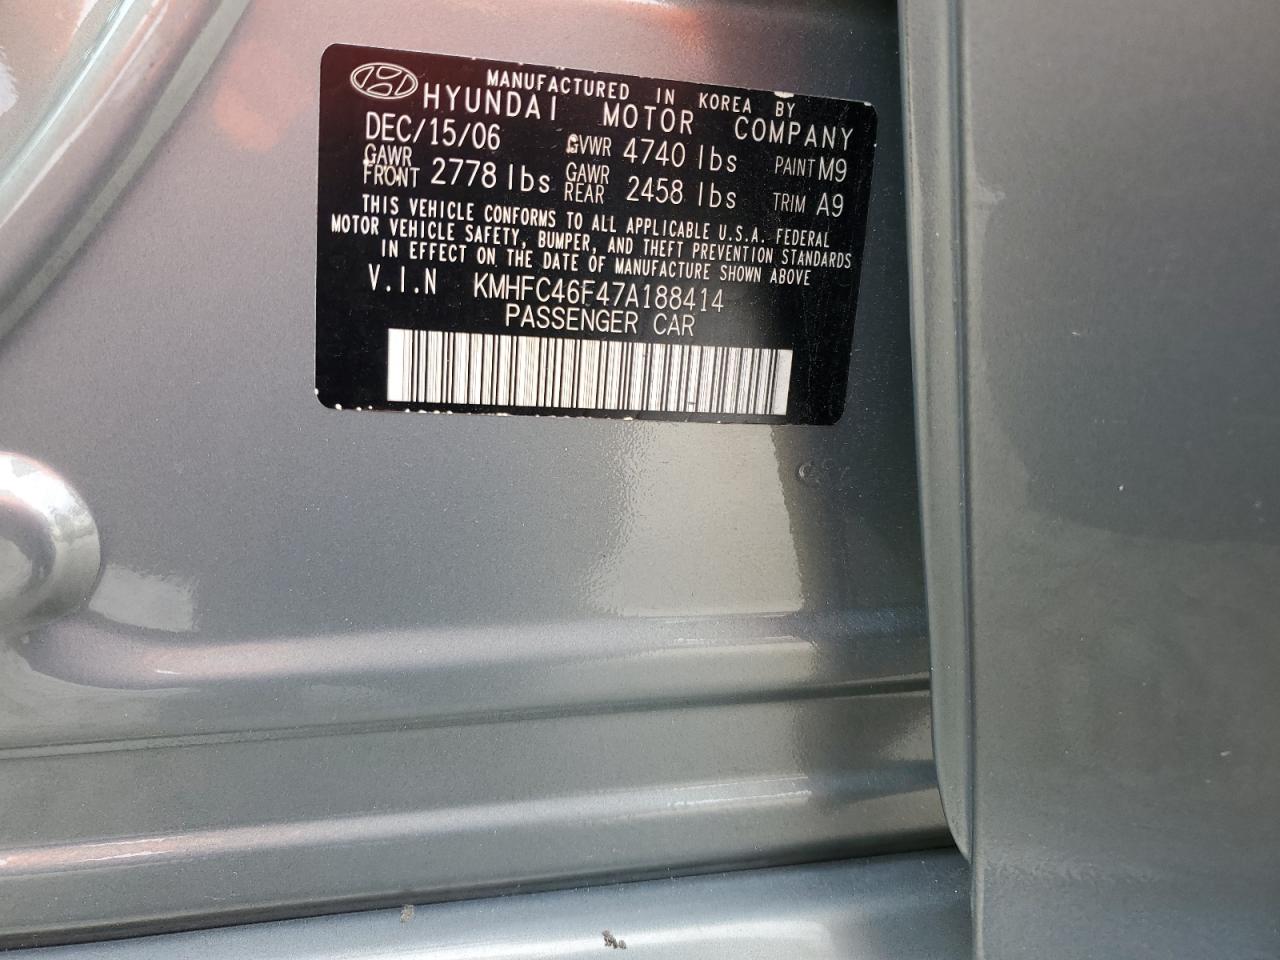 MANUFACTURED IN KOREA BY
HYUNDAI MOTOR COMPANY
DEC/15/06 GVWR 4740 lbs PAINT M9
GAWR FRONT 2778 lbs GAWR REAR 2458 lbs TRIM A9
THIS VEHICLE CONFORMS TO ALL APPLICABLE U.S.A. FEDERAL
MOTOR VEHICLE SAFETY, BUMPER, AND THEFT PREVENTION STANDARDS
IN EFFECT ON THE DATE OF MANUFACTURE SHOWN ABOVE
V.I.N KMHFC46F47A188414
PASSENGER CAR